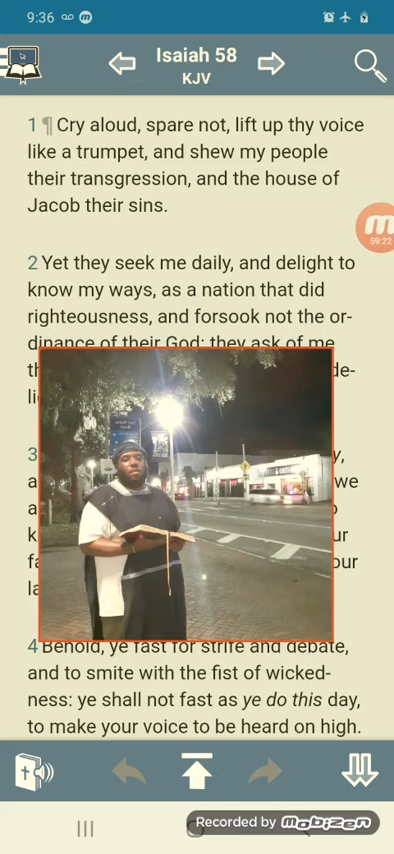 9:36
Isaiah 58
KJV
1 ¶ Cry aloud, spare not, lift up thy voice
like a trumpet, and shew my people
their transgression, and the house of
Jacob their sins.
59:22
2 Yet they seek me daily, and delight to
know my ways, as a nation that did
righteousness, and forsook not the or-
dinance of their God: they ask of me
th de-
li
3 y,
a we
a
k ur
fa our
la
4 Behold, ye fast for strife and debate,
and to smite with the fist of wicked-
ness: ye shall not fast as ye do this day,
to make your voice to be heard on high.
Recorded by mobizen